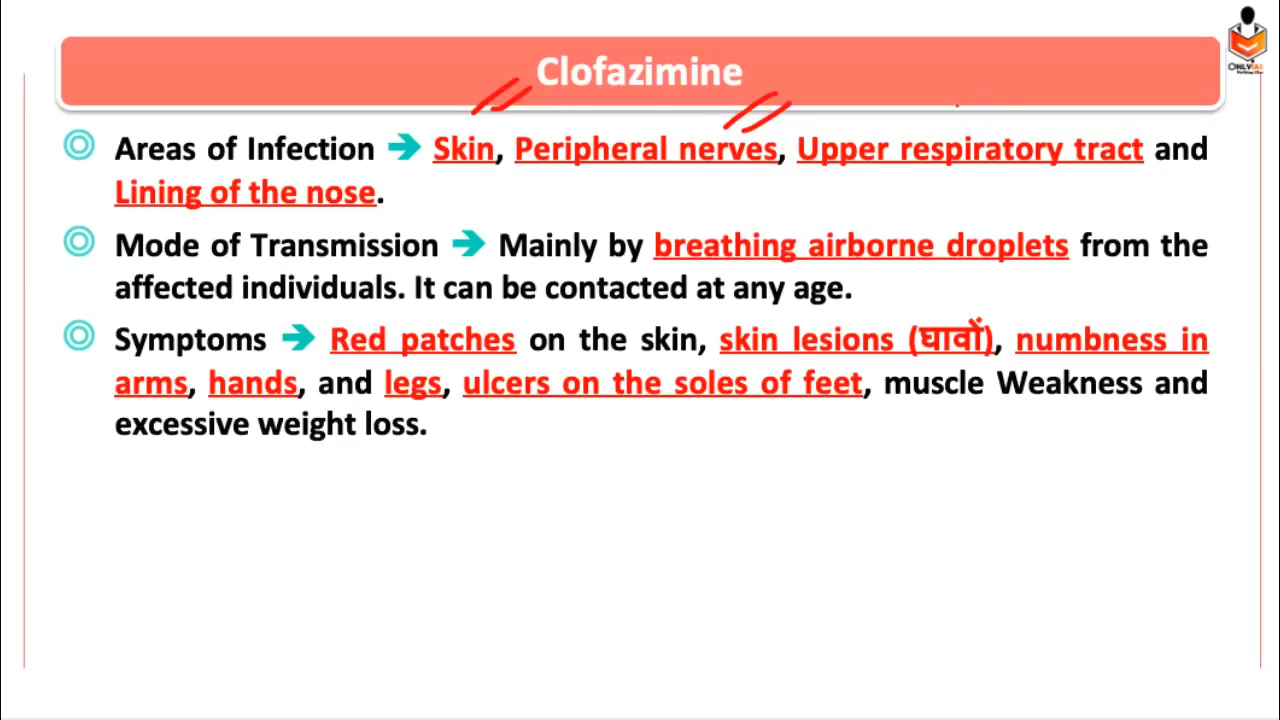 Clofazimine
ONLYIAS
Areas of Infection ➔ Skin, Peripheral nerves, Upper respiratory tract and
Lining of the nose.
Mode of Transmission ➔ Mainly by breathing airborne droplets from the
affected individuals. It can be contacted at any age.
Symptoms ➔ Red patches on the skin, skin lesions (घावों), numbness in
arms, hands, and legs, ulcers on the soles of feet, muscle Weakness and
excessive weight loss.